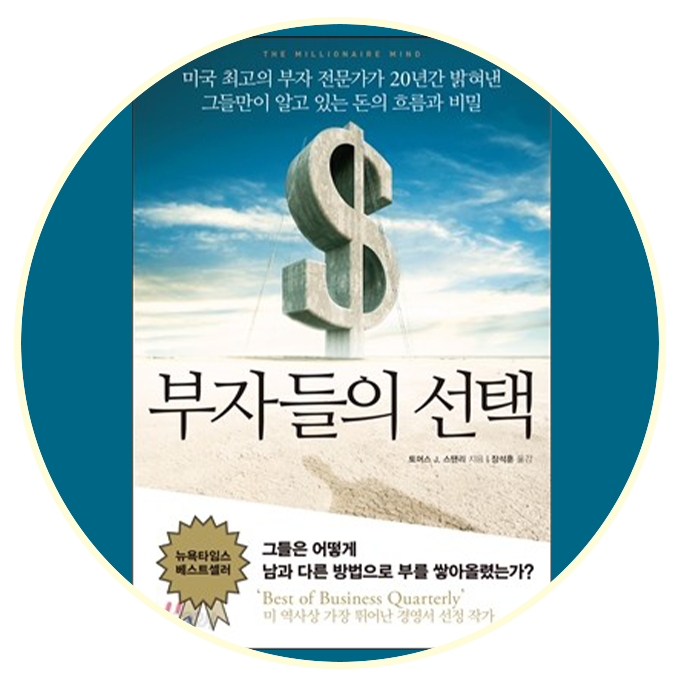 THE MILLIONAIRE MIND
미국 최고의 부자 전문가가 20년간 밝혀낸
그들만이 알고 있는 돈의 흐름과 비밀
부자들의 선택
토머스 J. 스탠리 지음 | 장석훈 옮김
뉴욕타임스
베스트셀러
그들은 어떻게
남과 다른 방법으로 부를 쌓아올렸는가?
‘Best of Business Quarterly’
미 역사상 가장 뛰어난 경영서 선정 작가